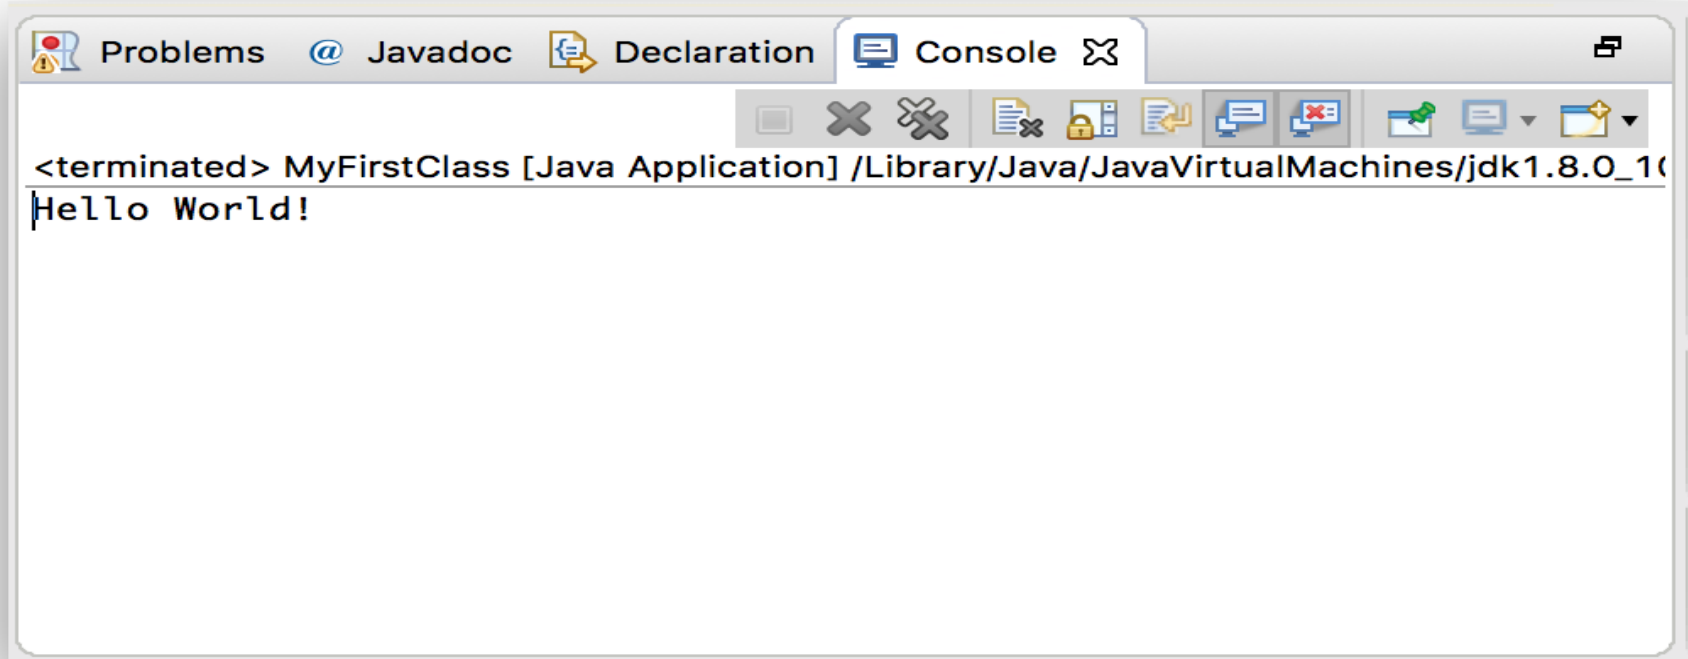 Problems @ Javadoc Declaration Console
<terminated> MyFirstClass [Java Application] /Library/Java/JavaVirtualMachines/jdk1.8.0_1
Hello World!